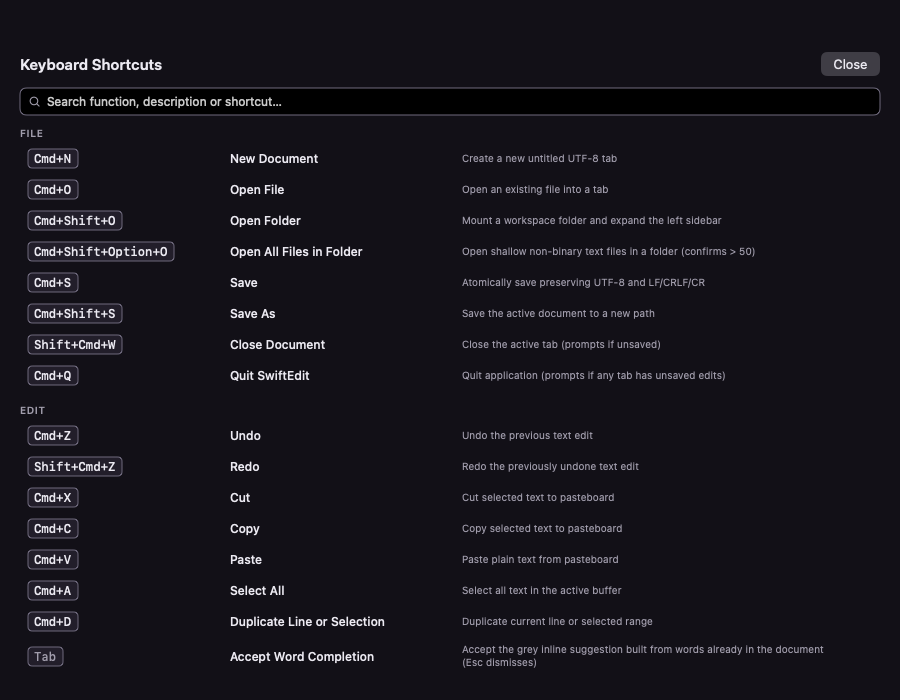 Keyboard Shortcuts
Close
Search function, description or shortcut...
FILE
Cmd+N New Document Create a new untitled UTF-8 tab
Cmd+O Open File Open an existing file into a tab
Cmd+Shift+O Open Folder Mount a workspace folder and expand the left sidebar
Cmd+Shift+Option+O Open All Files in Folder Open shallow non-binary text files in a folder (confirms > 50)
Cmd+S Save Atomically save preserving UTF-8 and LF/CRLF/CR
Cmd+Shift+S Save As Save the active document to a new path
Shift+Cmd+W Close Document Close the active tab (prompts if unsaved)
Cmd+Q Quit SwiftEdit Quit application (prompts if any tab has unsaved edits)
EDIT
Cmd+Z Undo Undo the previous text edit
Shift+Cmd+Z Redo Redo the previously undone text edit
Cmd+X Cut Cut selected text to pasteboard
Cmd+C Copy Copy selected text to pasteboard
Cmd+V Paste Paste plain text from pasteboard
Cmd+A Select All Select all text in the active buffer
Cmd+D Duplicate Line or Selection Duplicate current line or selected range
Tab Accept Word Completion Accept the grey inline suggestion built from words already in the document
(Esc dismisses)